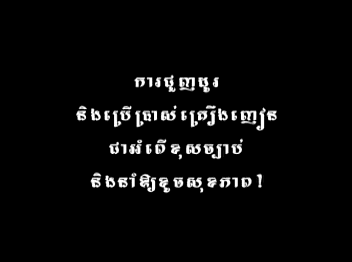 ការជួញដូរ
និងប្រើប្រាស់គ្រឿងញៀន
ជាអំពើខុសច្បាប់
និងនាំឱ្យខូចសុខភាព!